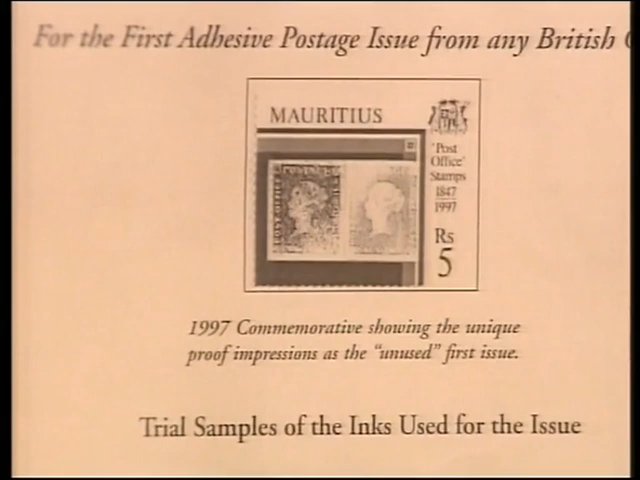 For the First Adhesive Postage Issue from any British
MAURITIUS
'Post
Office'
Stamps
1847
1997
Rs
5
1997 Commemorative showing the unique
proof impressions as the "unused" first issue.
Trial Samples of the Inks Used for the Issue